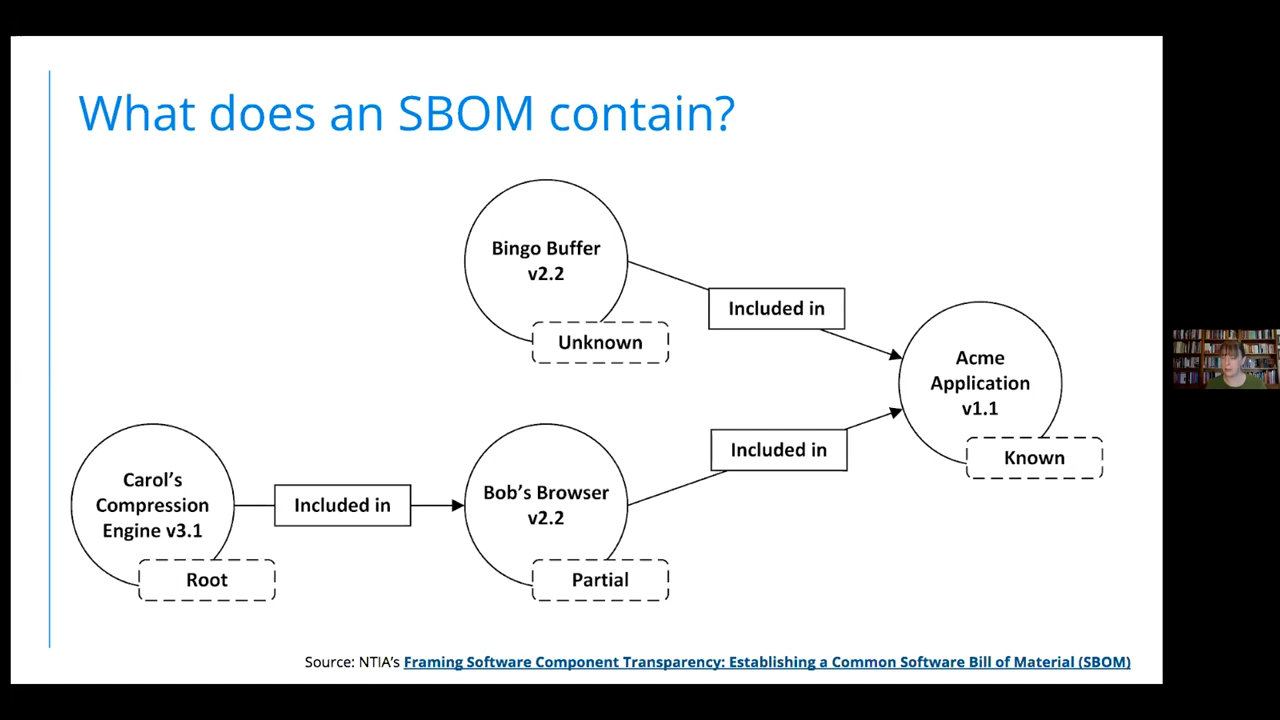 What does an SBOM contain?
Bingo Buffer
v2.2
Unknown
Included in
Acme
Application
v1.1
Known
Included in
Carol’s
Compression
Engine v3.1
Root
Included in
Bob’s Browser
v2.2
Partial
Source: NTIA’s Framing Software Component Transparency: Establishing a Common Software Bill of Material (SBOM)